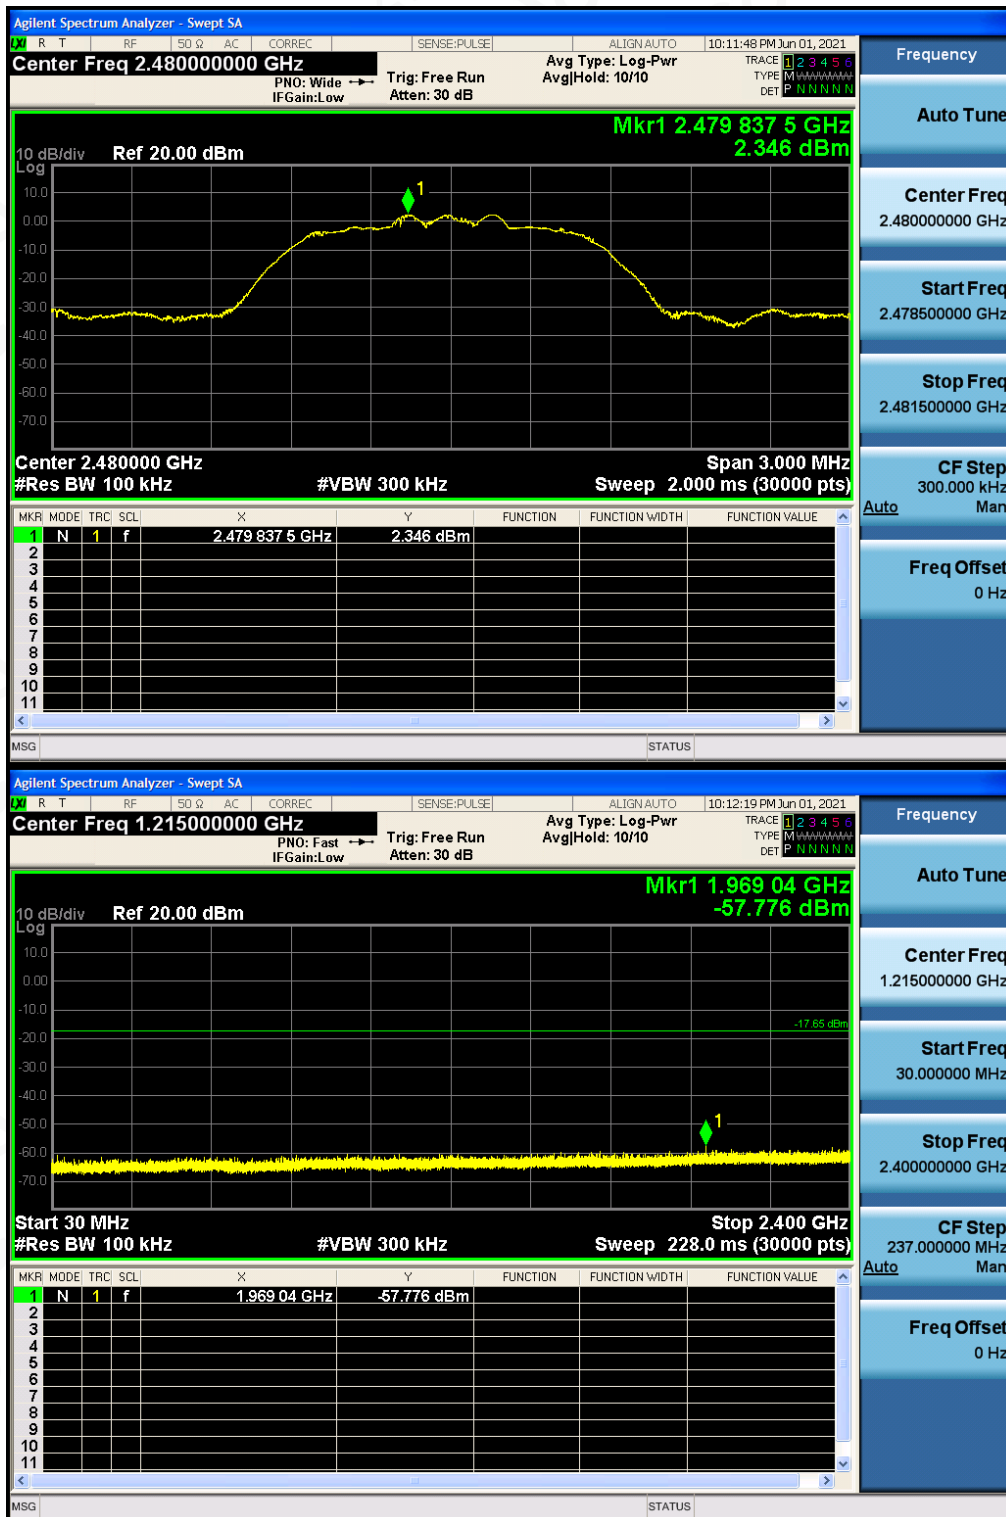 Agilent Spectrum Analyzer - Swept SA
LXI R T RF 50 Ω AC CORREC SENSE:PULSE ALIGN AUTO 10:11:48 PM Jun 01, 2021
Center Freq 2.480000000 GHz
PNO: Wide
IFGain:Low
Trig: Free Run
Atten: 30 dB
Avg Type: Log-Pwr
Avg|Hold: 10/10
TRACE 1 2 3 4 5 6
TYPE M
DET P N N N N N
Mkr1 2.479 837 5 GHz
2.346 dBm
10 dB/div Ref 20.00 dBm
Log
10.0
0.00
-10.0
-20.0
-30.0
-40.0
-50.0
-60.0
-70.0
1
Center 2.480000 GHz Span 3.000 MHz
#Res BW 100 kHz #VBW 300 kHz Sweep 2.000 ms (30000 pts)
MKR MODE TRC SCL X Y FUNCTION FUNCTION WIDTH FUNCTION VALUE
1 N 1 f 2.479 837 5 GHz 2.346 dBm
2
3
4
5
6
7
8
9
10
11
MSG STATUS
Frequency
Auto Tune
Center Freq
2.480000000 GHz
Start Freq
2.478500000 GHz
Stop Freq
2.481500000 GHz
CF Step
300.000 kHz
Auto Man
Freq Offset
0 Hz
Agilent Spectrum Analyzer - Swept SA
LXI R T RF 50 Ω AC CORREC SENSE:PULSE ALIGN AUTO 10:12:19 PM Jun 01, 2021
Center Freq 1.215000000 GHz
PNO: Fast
IFGain:Low
Trig: Free Run
Atten: 30 dB
Avg Type: Log-Pwr
Avg|Hold: 10/10
TRACE 1 2 3 4 5 6
TYPE M
DET P N N N N N
Mkr1 1.969 04 GHz
-57.776 dBm
10 dB/div Ref 20.00 dBm
Log
10.0
0.00
-10.0
-20.0
-30.0
-40.0
-50.0
-60.0
-70.0
-17.65 dBm
1
Start 30 MHz Stop 2.400 GHz
#Res BW 100 kHz #VBW 300 kHz Sweep 228.0 ms (30000 pts)
MKR MODE TRC SCL X Y FUNCTION FUNCTION WIDTH FUNCTION VALUE
1 N 1 f 1.969 04 GHz -57.776 dBm
2
3
4
5
6
7
8
9
10
11
MSG STATUS
Frequency
Auto Tune
Center Freq
1.215000000 GHz
Start Freq
30.000000 MHz
Stop Freq
2.400000000 GHz
CF Step
237.000000 MHz
Auto Man
Freq Offset
0 Hz